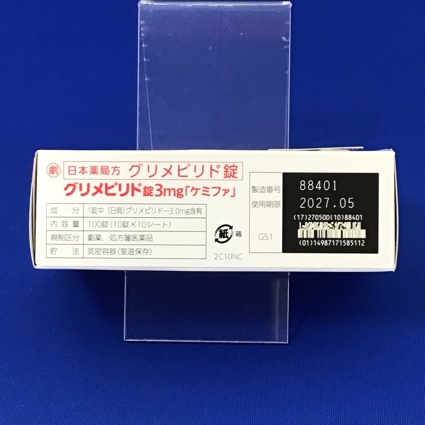 劇 日本薬局方 グリメピリド錠
グリメピリド錠3mg「ケミファ」
成分 1錠中 (日局)グリメピリド…3.0mg含有
内容量 100錠(10錠×10シート)
規制区分 劇薬、処方箋医薬品
貯法 気密容器(室温保存)
紙 箱
2C10NC
製造番号 88401
使用期限 2027.05
(17)270500(10)88401
GS1
(01)14987171585112